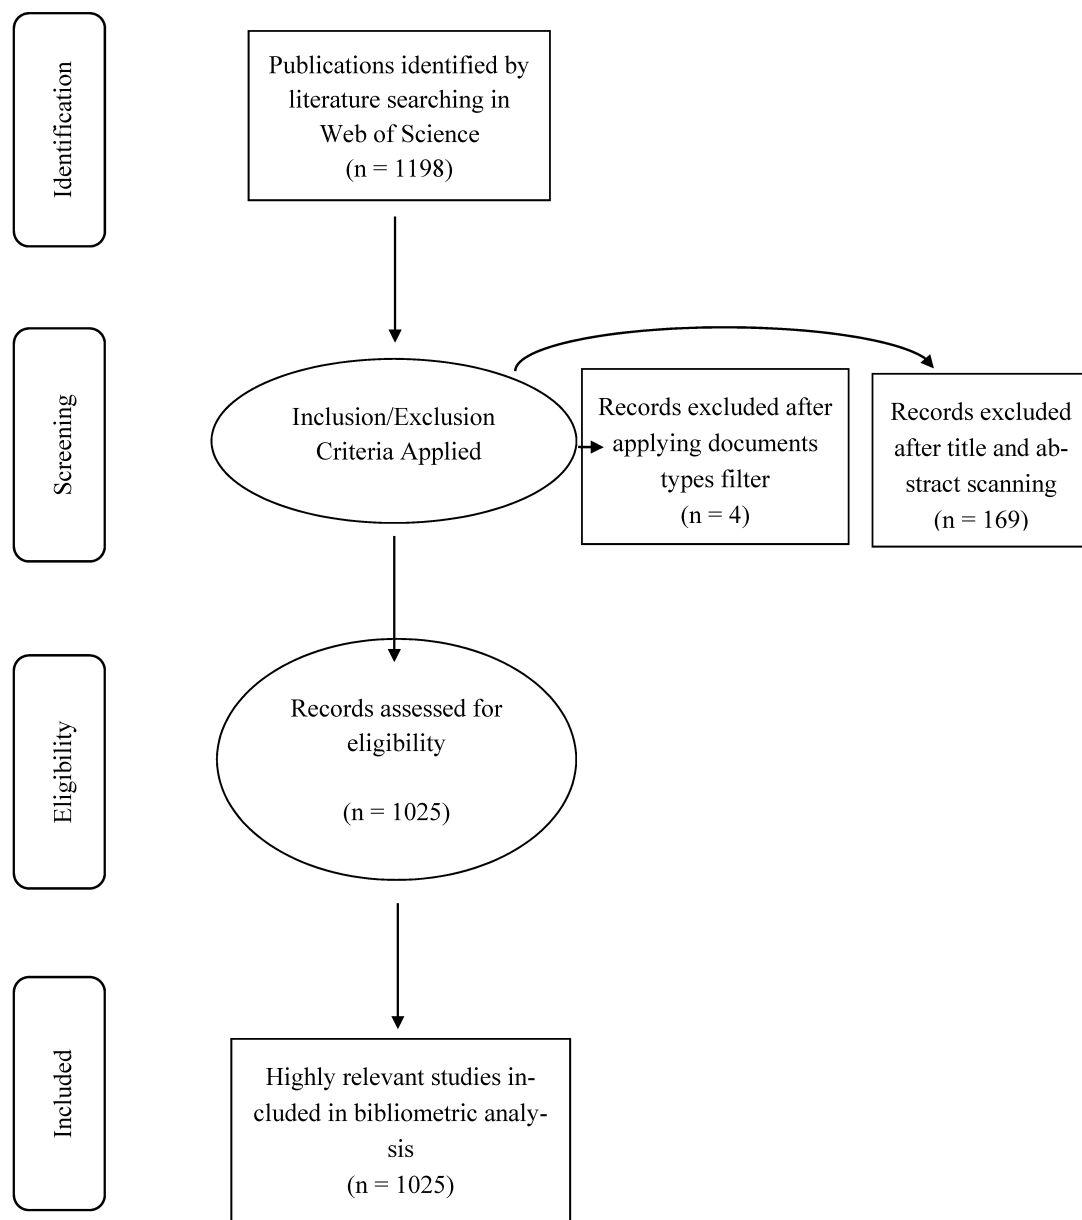 Identification
Publications identified by
literature searching in
Web of Science
(n = 1198)
Screening
Inclusion/Exclusion
Criteria Applied
Records excluded after
applying documents
types filter
(n = 4)
Records excluded
after title and ab-
stract scanning
(n = 169)
Eligibility
Records assessed for
eligibility
(n = 1025)
Included
Highly relevant studies in-
cluded in bibliometric analy-
sis
(n = 1025)